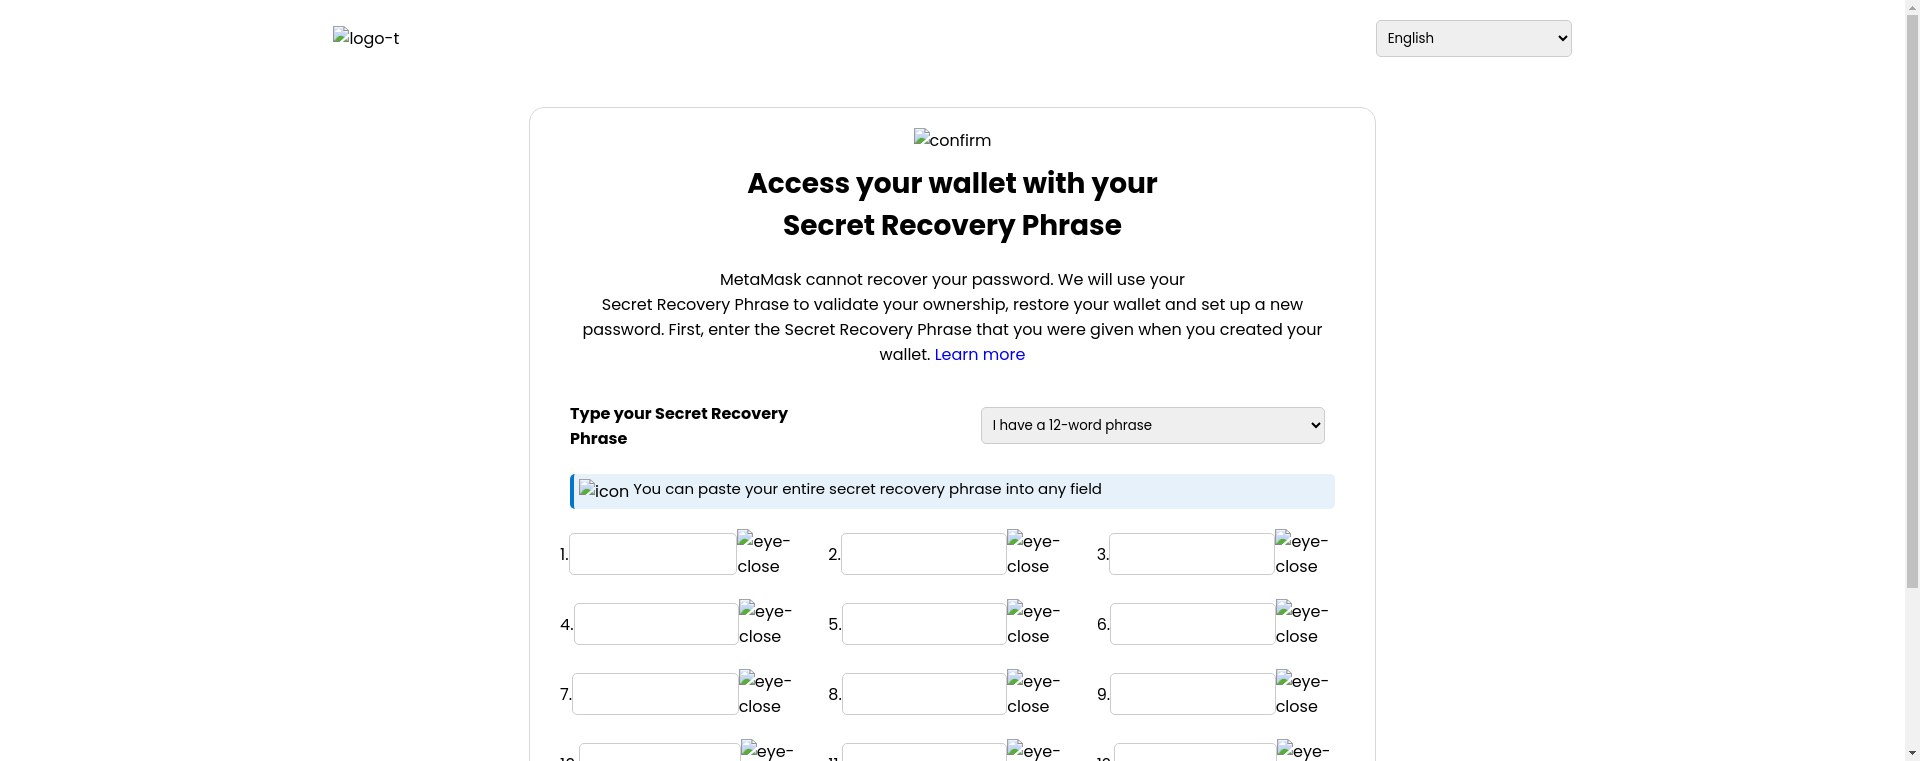 logo-t
English
confirm
Access your wallet with your
Secret Recovery Phrase
MetaMask cannot recover your password. We will use your
Secret Recovery Phrase to validate your ownership, restore your wallet and set up a new
password. First, enter the Secret Recovery Phrase that you were given when you created your
wallet. Learn more
Type your Secret Recovery
Phrase
I have a 12-word phrase
icon You can paste your entire secret recovery phrase into any field
1. eye-close 2. eye-close 3. eye-close
4. eye-close 5. eye-close 6. eye-close
7. eye-close 8. eye-close 9. eye-close
eye- eye- eye-